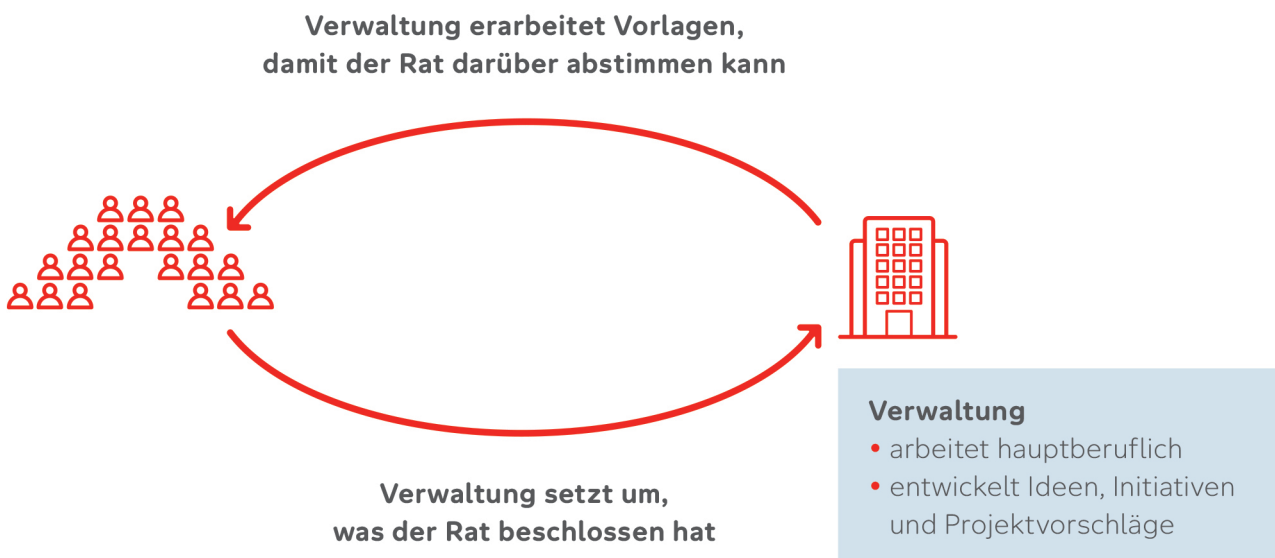 Verwaltung erarbeitet Vorlagen,
damit der Rat darüber abstimmen kann
Verwaltung
• arbeitet hauptberuflich
• entwickelt Ideen, Initiativen
und Projektvorschläge
Verwaltung setzt um,
was der Rat beschlossen hat